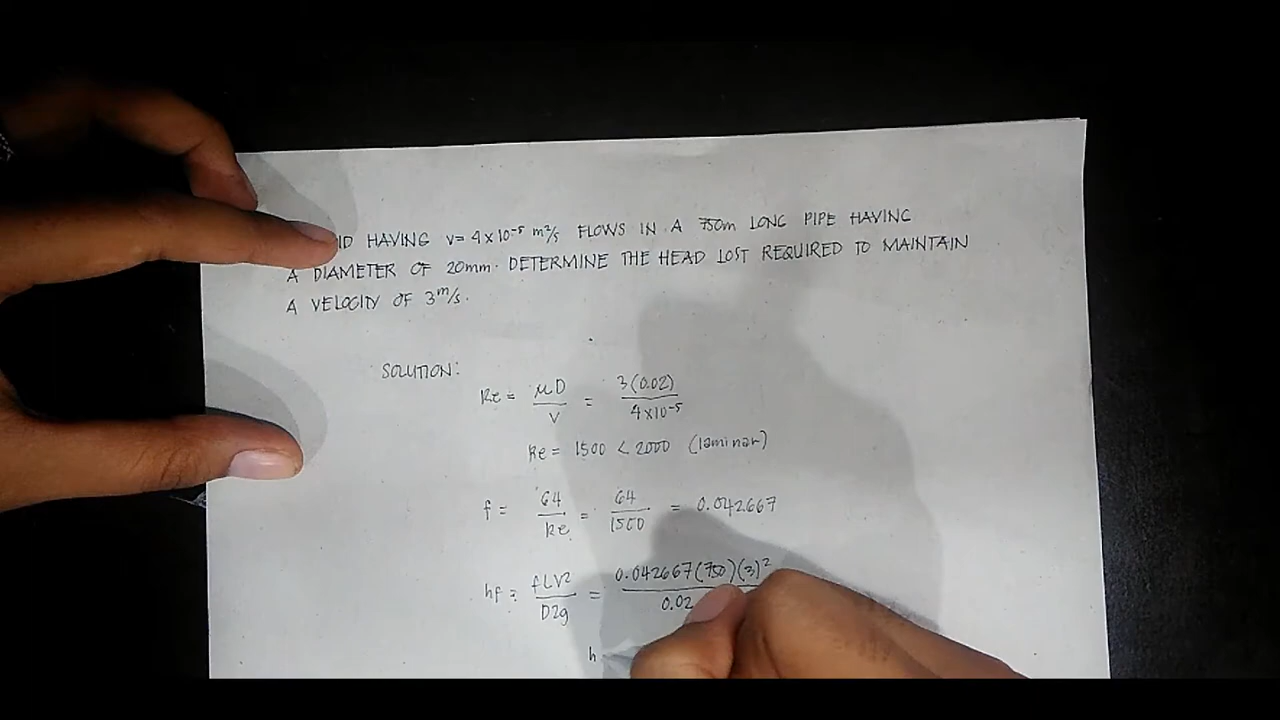 ID HAVING v= 4x10⁻⁵ m²/s FLOWS IN A 750m LONG PIPE HAVING
A DIAMETER OF 20mm. DETERMINE THE HEAD LOST REQUIRED TO MAINTAIN
A VELOCITY OF 3 m/s.
SOLUTION:
Re = μD/v = 3(0.02)/4x10⁻⁵
Re = 1500 < 2000 (laminar)
f = 64/Re = 64/1500 = 0.042667
hf = fLV²/D2g = 0.042667(750)(3)²/0.02
h